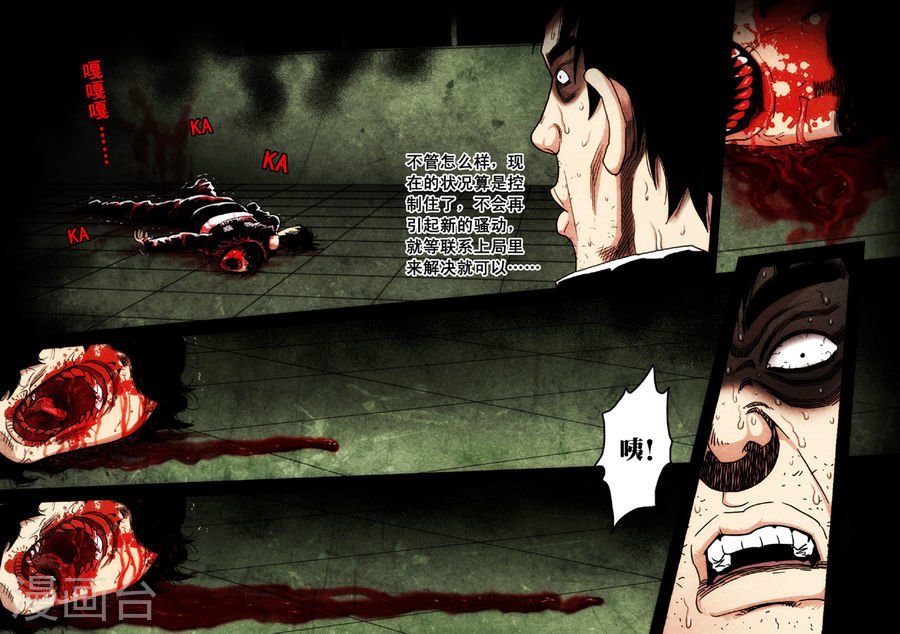 嘎嘎嘎……
KA
KA
KA
不管怎么样，现
在的状况算是控
制住了，不会再
引起新的骚动，
就等联系上局里
来解决就可以……
咦！
漫画台